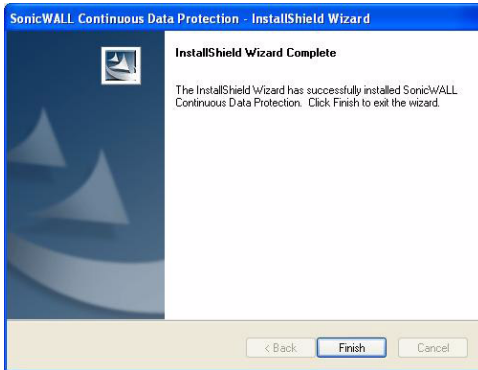 SonicWALL Continuous Data Protection - InstallShield Wizard
InstallShield Wizard Complete
The InstallShield Wizard has successfully installed SonicWALL
Continuous Data Protection. Click Finish to exit the wizard.
< Back Finish Cancel